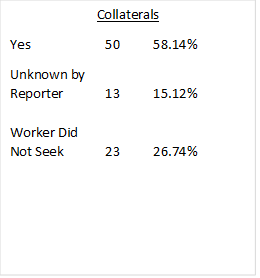 Collaterals
Yes 50 58.14%
Unknown by
Reporter 13 15.12%
Worker Did
Not Seek 23 26.74%